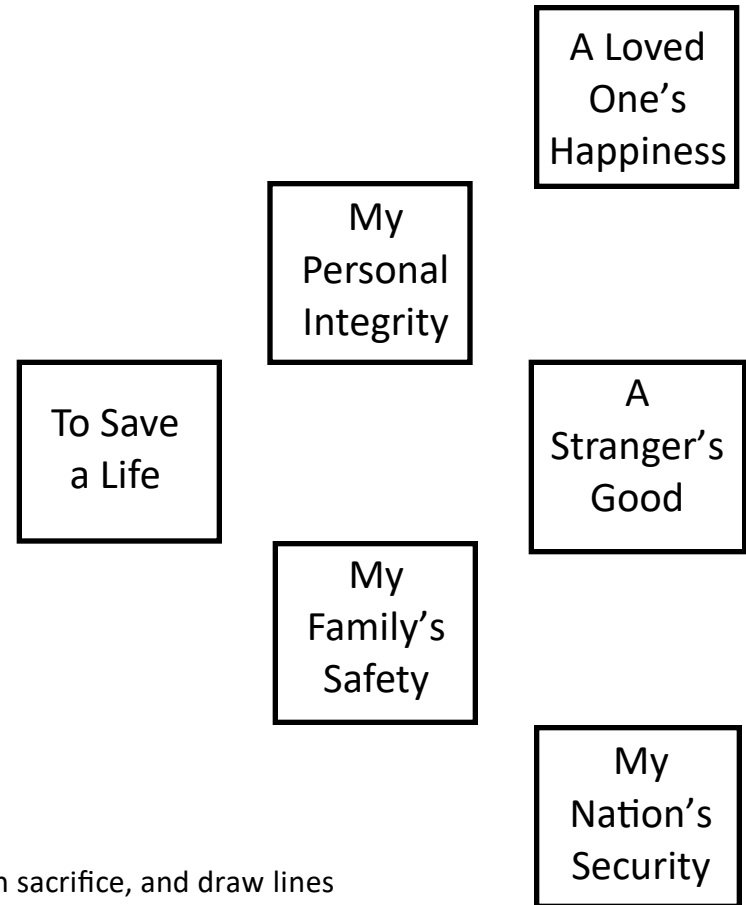 A Loved
One’s
Happiness
My
Personal
Integrity
To Save
a Life
A
Stranger’s
Good
My
Family’s
Safety
My
Nation’s
Security
sacrifice, and draw lines